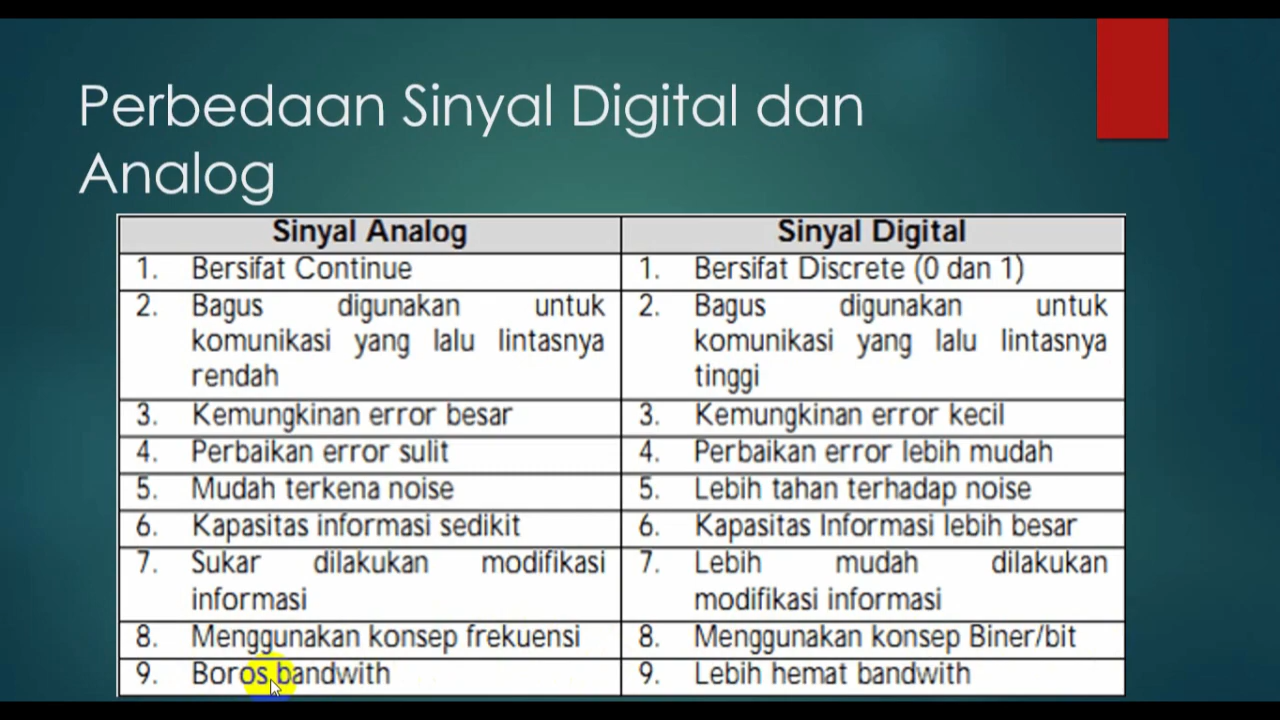 Perbedaan Sinyal Digital dan
Analog
Sinyal Analog
Sinyal Digital
1. Bersifat Continue
1. Bersifat Discrete (0 dan 1)
2. Bagus digunakan untuk
komunikasi yang lalu lintasnya
rendah
2. Bagus digunakan untuk
komunikasi yang lalu lintasnya
tinggi
3. Kemungkinan error besar
3. Kemungkinan error kecil
4. Perbaikan error sulit
4. Perbaikan error lebih mudah
5. Mudah terkena noise
5. Lebih tahan terhadap noise
6. Kapasitas informasi sedikit
6. Kapasitas Informasi lebih besar
7. Sukar dilakukan modifikasi
informasi
7. Lebih mudah dilakukan
modifikasi informasi
8. Menggunakan konsep frekuensi
8. Menggunakan konsep Biner/bit
9. Boros bandwith
9. Lebih hemat bandwith